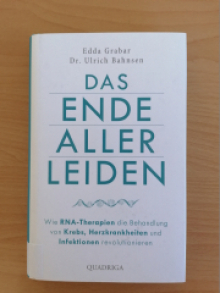 Edda Grabar
Dr. Ulrich Bahnsen
DAS
ENDE
ALLER
LEIDEN
Wie RNA-Therapien die Behandlung
von Krebs, Herzkrankheiten und
Infektionen revolutionieren
QUADRIGA